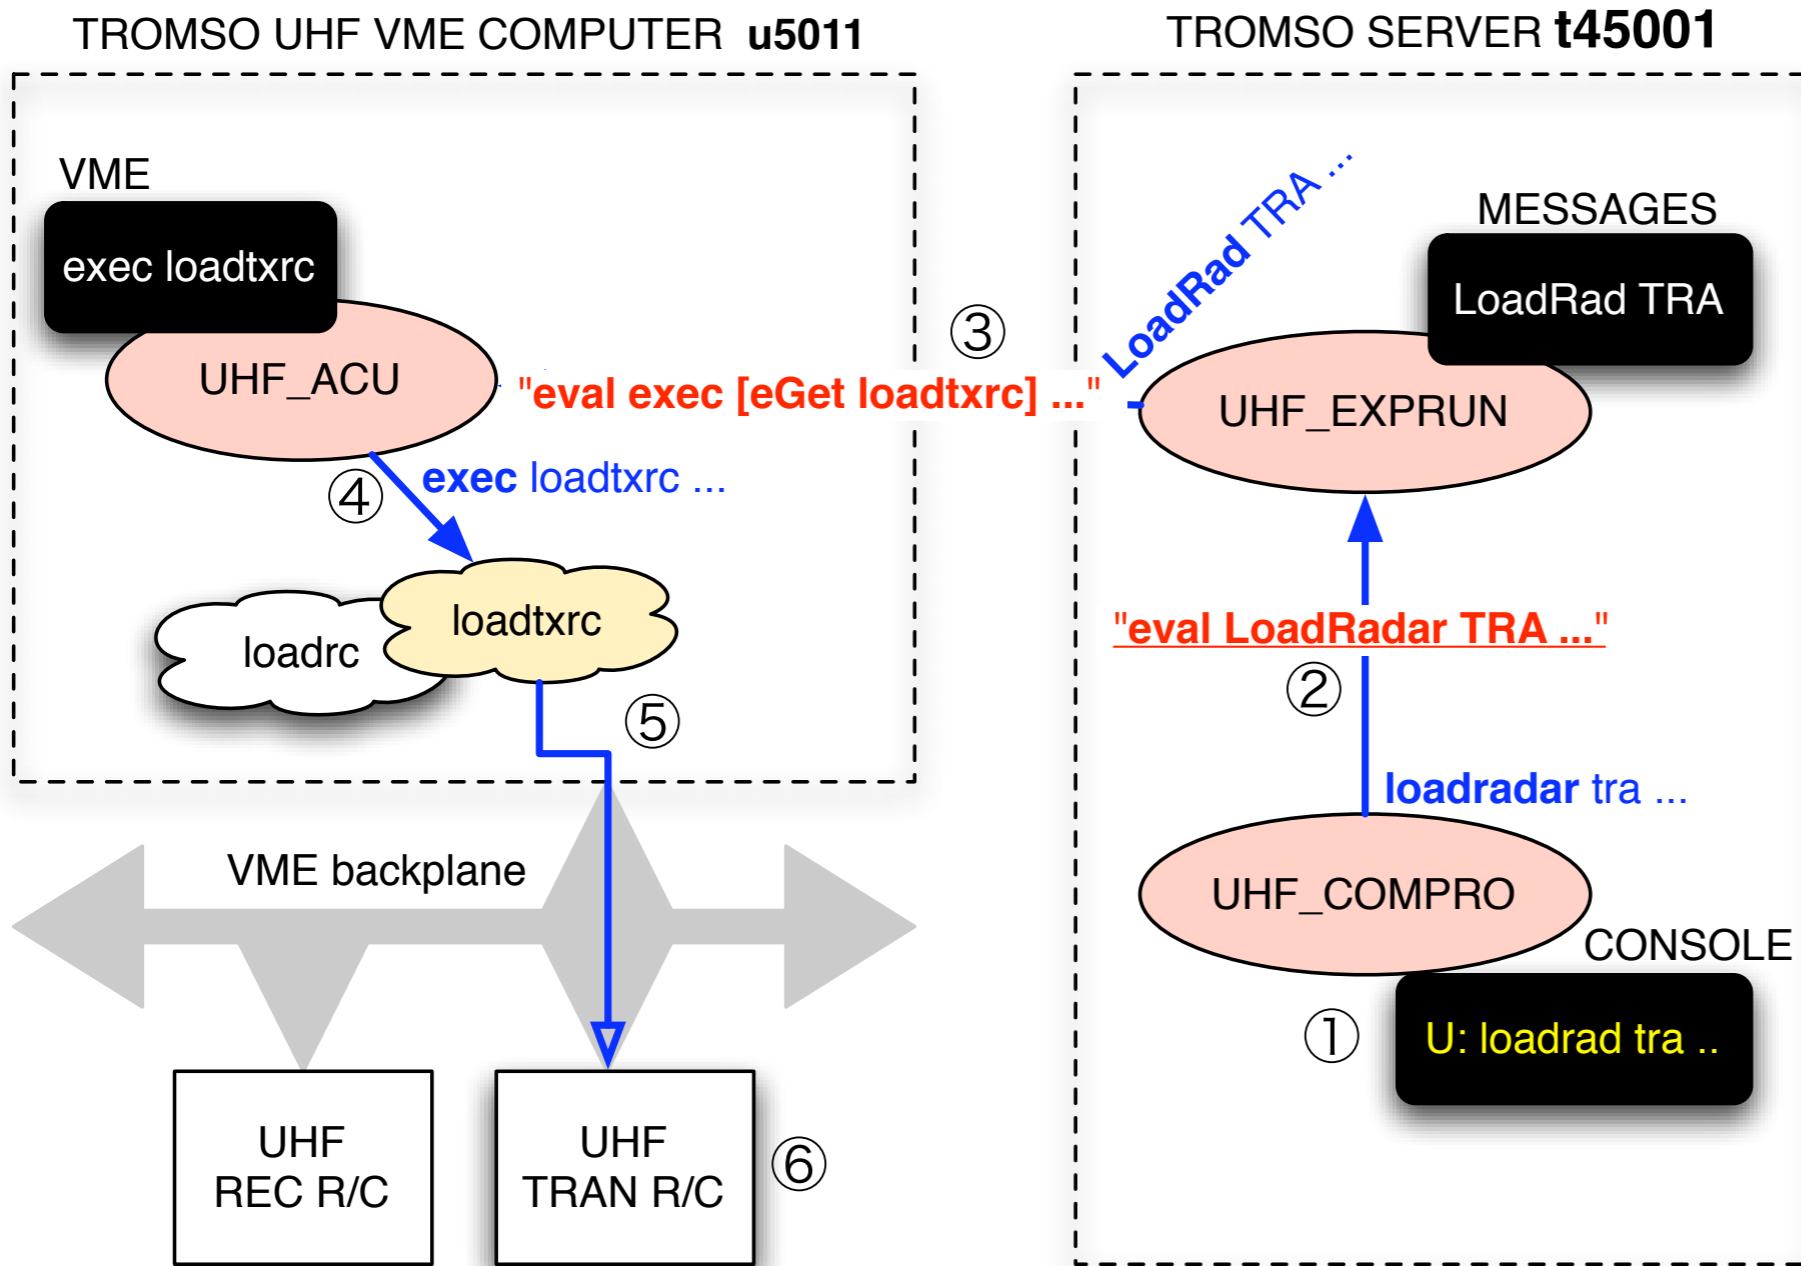 TROMSO UHF VME COMPUTER u5011
TROMSO SERVER t45001
VME
exec loadtxrc
UHF_ACU
③
"eval exec [eGet loadtxrc] ..."
LoadRad TRA ...
MESSAGES
LoadRad TRA
UHF_EXPRUN
④
exec loadtxrc ...
loadrc
loadtxrc
⑤
"eval LoadRadar TRA ..."
②
loadradar tra ...
UHF_COMPRO
CONSOLE
①
U: loadrad tra ..
VME backplane
UHF
REC R/C
UHF
TRAN R/C
⑥